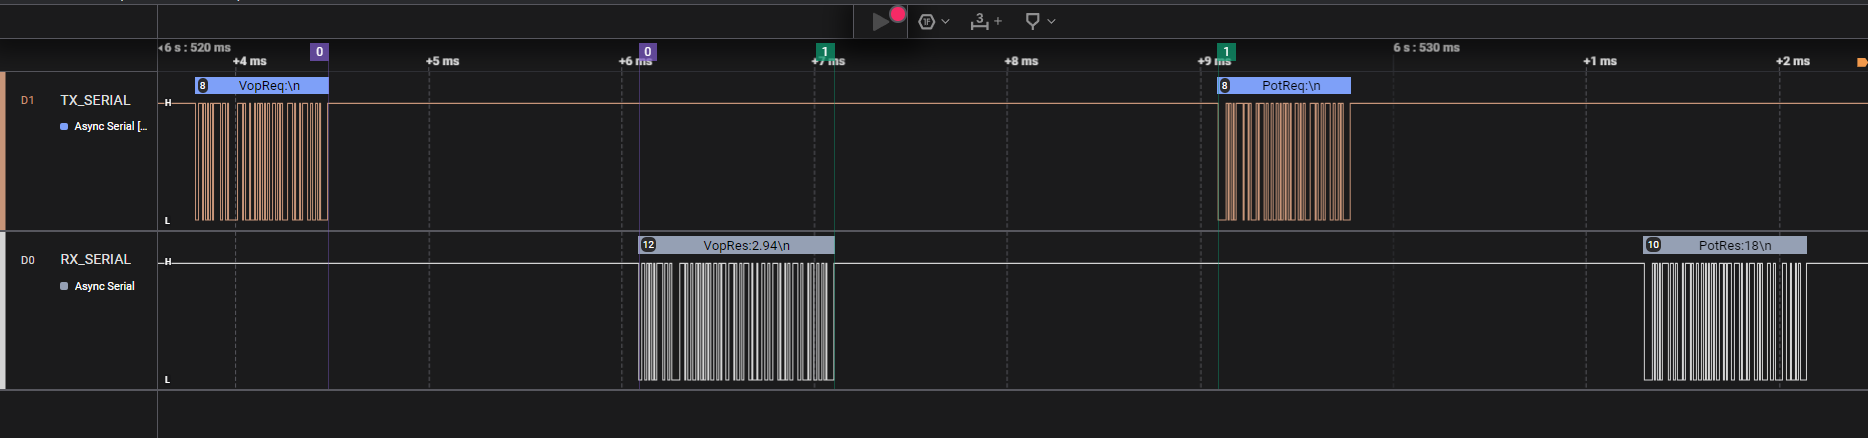 1F
3 +
6 s : 520 ms
+4 ms
0
+5 ms
+6 ms
0
+7 ms
1
+8 ms
+9 ms
1
6 s : 530 ms
+1 ms
+2 ms
D1
TX_SERIAL
Async Serial [...
H
L
8
VopReq:\n
8
PotReq:\n
D0
RX_SERIAL
Async Serial
H
L
12
VopRes:2.94\n
10
PotRes:18\n